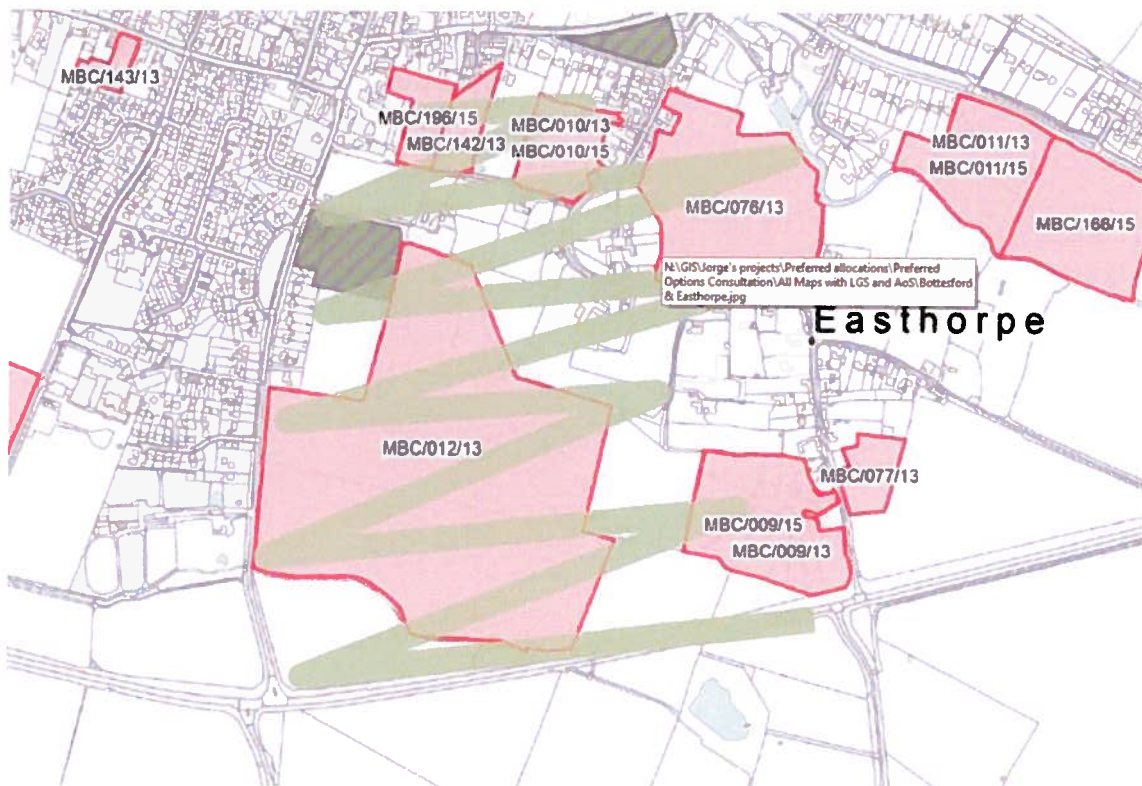 MBC/143/13
MBC/196/15
MBC/142/13
MBC/010/13
MBC/010/15
MBC/011/13
MBC/011/15
MBC/076/13
MBC/166/15
N:\GIS\Jorge's projects\Preferred allocations\Preferred
Options Consultation\All Maps with LGS and AoS\Bottesford
& Easthorpe.jpg
Easthorpe
MBC/012/13
MBC/077/13
MBC/009/15
MBC/009/13